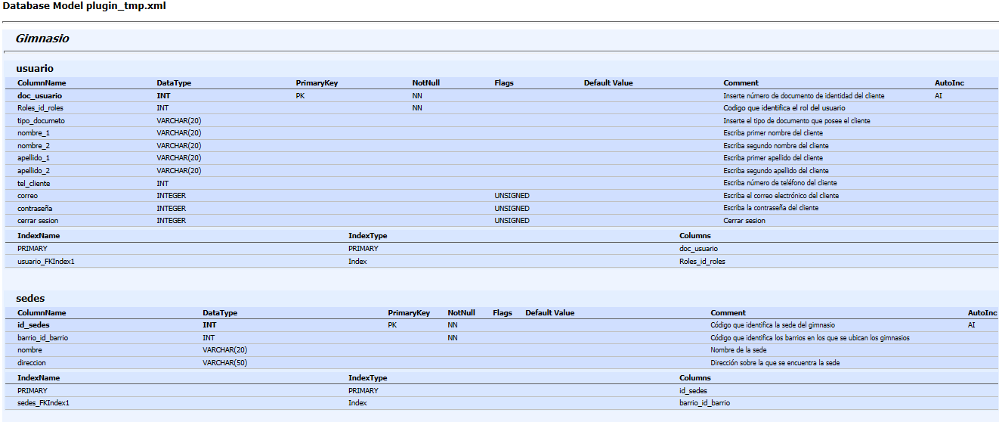 Database Model plugin_tmp.xml
Gimnasio
usuario
ColumnName DataType PrimaryKey NotNull Flags Default Value Comment AutoInc
doc_usuario INT PK NN Inserte número de documento de identidad del cliente AI
Roles_id_roles INT NN Codigo que identifica el rol del usuario
tipo_documeto VARCHAR(20) Inserte el tipo de documento que posee el cliente
nombre_1 VARCHAR(20) Escriba primer nombre del cliente
nombre_2 VARCHAR(20) Escriba segundo nombre del cliente
apellido_1 VARCHAR(20) Escriba primer apellido del cliente
apellido_2 VARCHAR(20) Escriba segundo apellido del cliente
tel_cliente INT Escriba número de teléfono del cliente
correo INTEGER UNSIGNED Escriba el correo electrónico del cliente
contraseña INTEGER UNSIGNED Escriba la contraseña del cliente
cerrar sesion INTEGER UNSIGNED Cerrar sesion
IndexName IndexType Columns
PRIMARY PRIMARY doc_usuario
usuario_FKIndex1 Index Roles_id_roles
sedes
ColumnName DataType PrimaryKey NotNull Flags Default Value Comment AutoInc
id_sedes INT PK NN Código que identifica la sede del gimnasio AI
barrio_id_barrio INT NN Código que identifica los barrios en los que se ubican los gimnasios
nombre VARCHAR(20) Nombre de la sede
direccion VARCHAR(50) Dirección sobre la que se encuentra la sede
IndexName IndexType Columns
PRIMARY PRIMARY id_sedes
sedes_FKIndex1 Index barrio_id_barrio